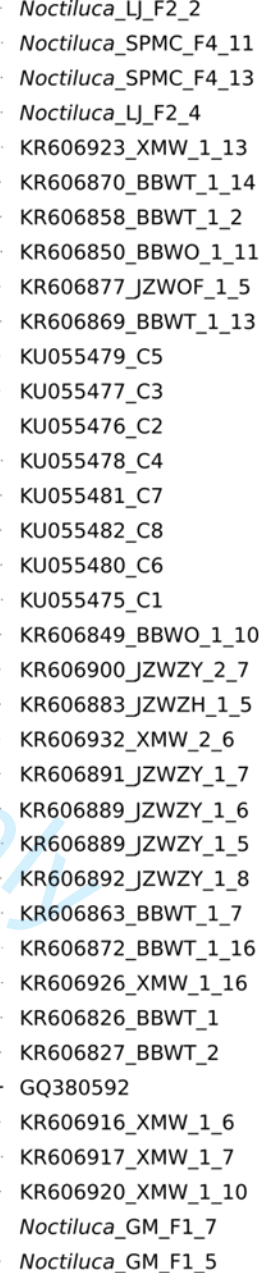 Noctiluca_LJ_F2_2
Noctiluca_SPMC_F4_11
Noctiluca_SPMC_F4_13
Noctiluca_LJ_F2_4
KR606923_XMW_1_13
KR606870_BBWT_1_14
KR606858_BBWT_1_2
KR606850_BBWO_1_11
KR606877_JZWOF_1_5
KR606869_BBWT_1_13
KU055479_C5
KU055477_C3
KU055476_C2
KU055478_C4
KU055481_C7
KU055482_C8
KU055480_C6
KU055475_C1
KR606849_BBWO_1_10
KR606900_JZWZY_2_7
KR606883_JZWZH_1_5
KR606932_XMW_2_6
KR606891_JZWZY_1_7
KR606889_JZWZY_1_6
KR606889_JZWZY_1_5
KR606892_JZWZY_1_8
KR606863_BBWT_1_7
KR606872_BBWT_1_16
KR606926_XMW_1_16
KR606826_BBWT_1
KR606827_BBWT_2
GQ380592
KR606916_XMW_1_6
KR606917_XMW_1_7
KR606920_XMW_1_10
Noctiluca_GM_F1_7
Noctiluca_GM_F1_5